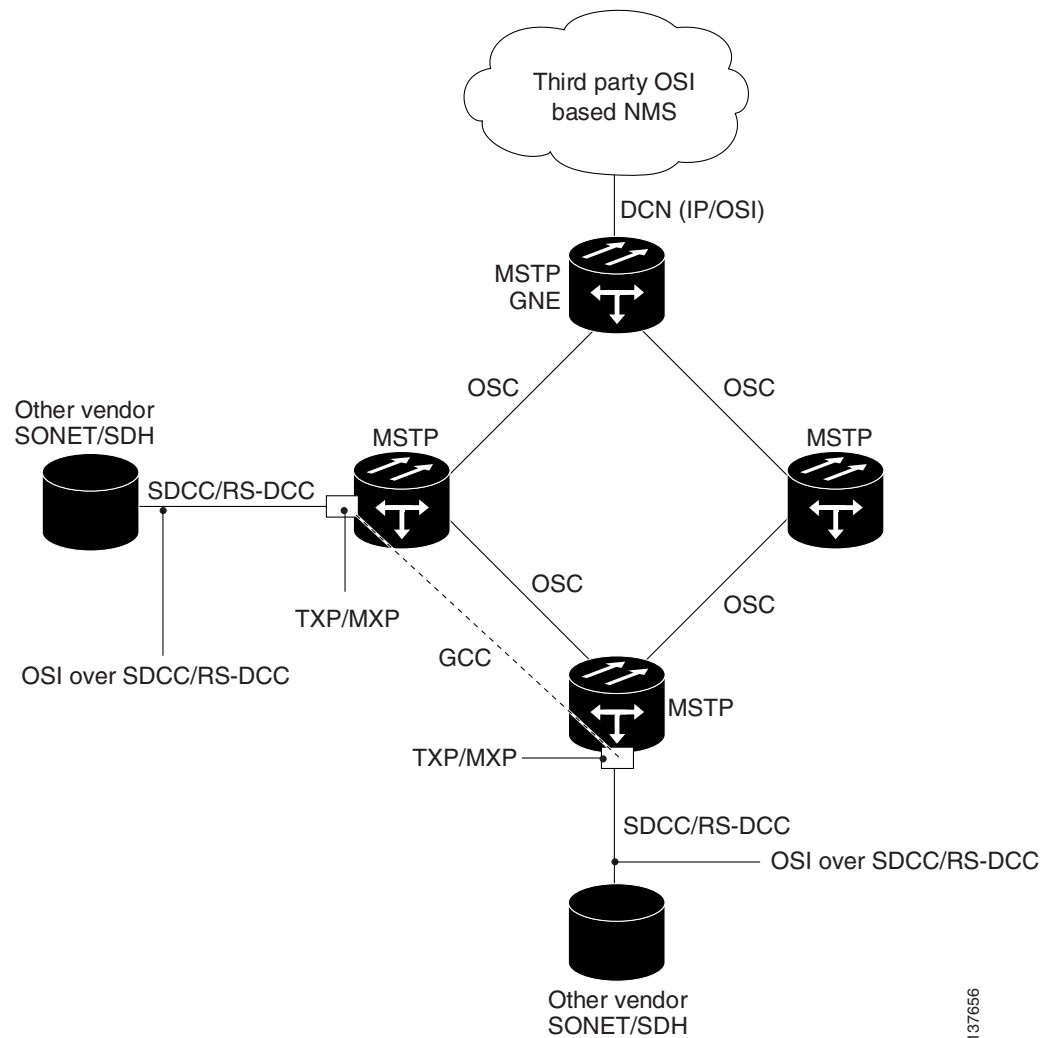 Third party OSI
based NMS
DCN (IP/OSI)
MSTP
GNE
OSC
OSC
Other vendor
SONET/SDH
MSTP
MSTP
SDCC/RS-DCC
TXP/MXP
OSC
OSC
GCC
OSI over SDCC/RS-DCC
MSTP
TXP/MXP
SDCC/RS-DCC
OSI over SDCC/RS-DCC
Other vendor
SONET/SDH
137656